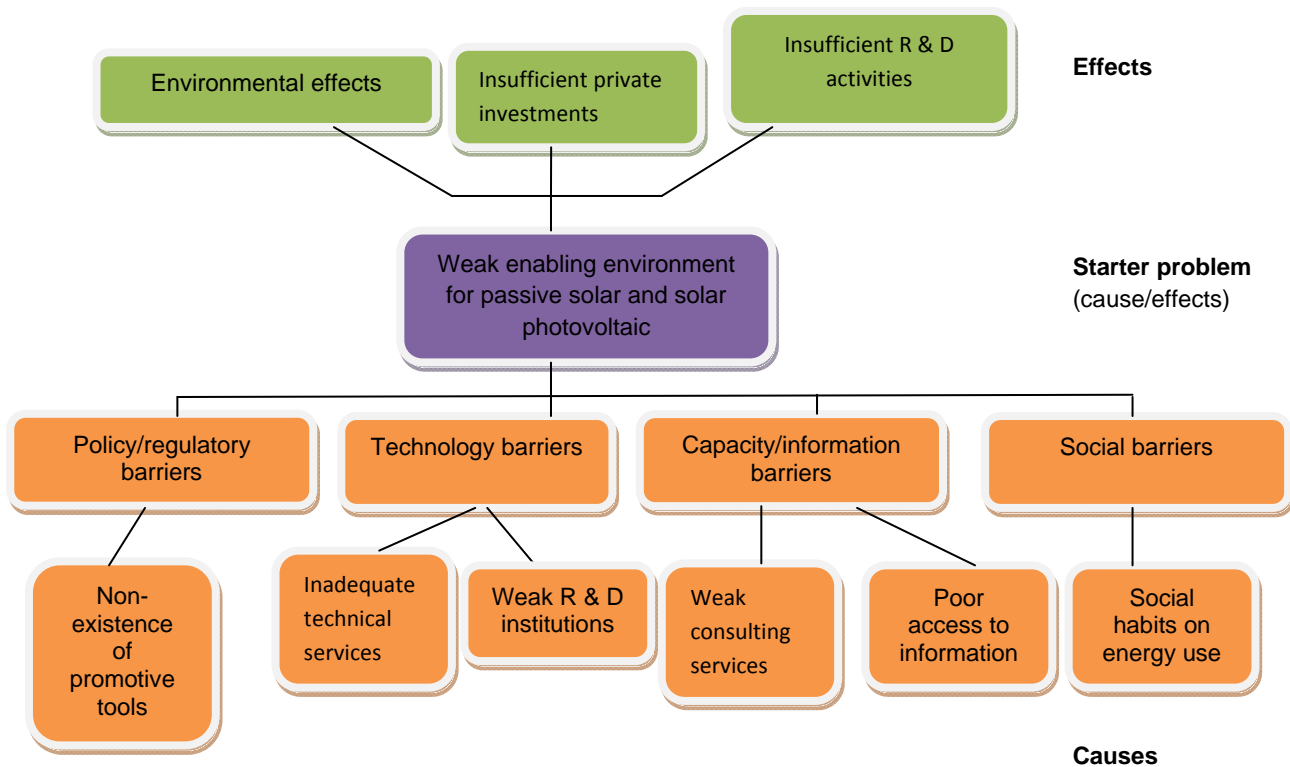 Environmental effects
Insufficient private
investments
Insufficient R & D
activities
Effects
Weak enabling environment
for passive solar and solar
photovoltaic
Starter problem
(cause/effects)
Policy/regulatory
barriers
Technology barriers
Capacity/information
barriers
Social barriers
Non-
existence
of
promotive
tools
Inadequate
technical
services
Weak R & D
institutions
Weak
consulting
services
Poor
access to
information
Social
habits on
energy use
Causes